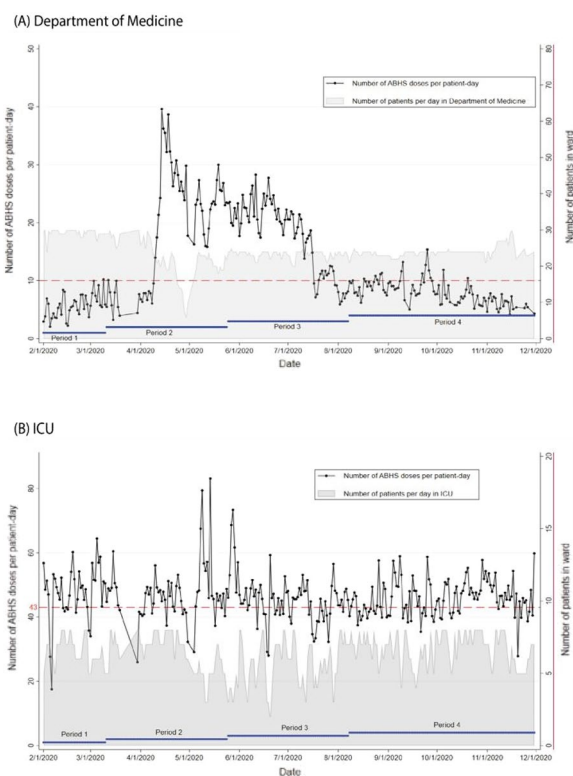 (A) Department of Medicine
50
40
30
20
10
0
Number of ABHS doses per patient-day
80
70
60
50
40
30
20
10
0
Number of patients in ward
Number of ABHS doses per patient-day
Number of patients per day in Department of Medicine
Period 1
Period 2
Period 3
Period 4
2/1/2020 3/1/2020 4/1/2020 5/1/2020 6/1/2020 7/1/2020 8/1/2020 9/1/2020 10/1/2020 11/1/2020 12/1/2020
Date
(B) ICU
80
60
43
40
20
0
Number of ABHS doses per patient-day
20
15
10
5
0
Number of patients in ward
Number of ABHS doses per patient-day
Number of patients per day in ICU
Period 1
Period 2
Period 3
Period 4
2/1/2020 3/1/2020 4/1/2020 5/1/2020 6/1/2020 7/1/2020 8/1/2020 9/1/2020 10/1/2020 11/1/2020 12/1/2020
Date